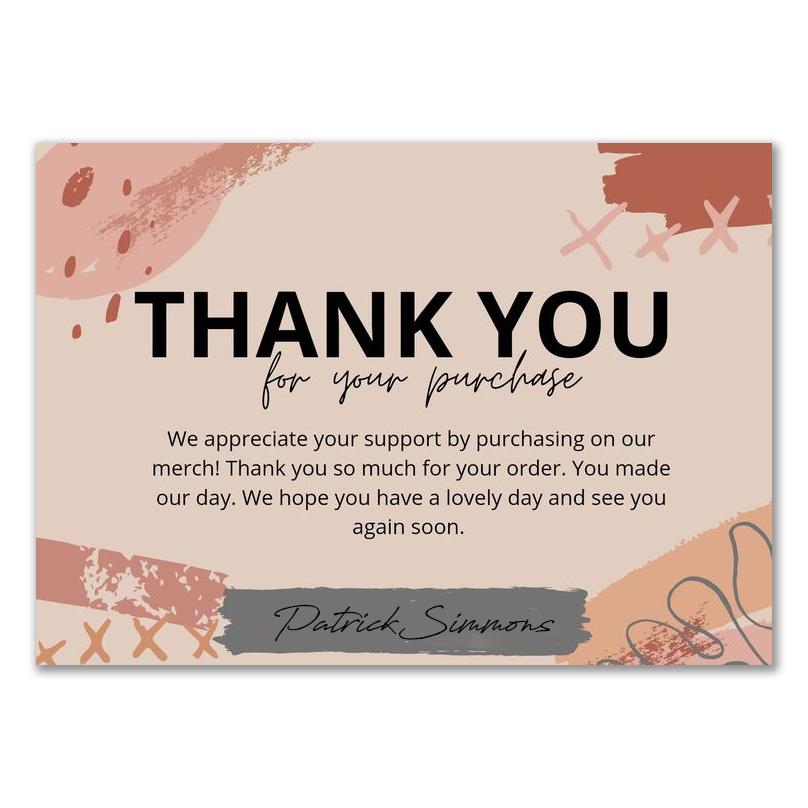 THANK YOU
for your purchase
We appreciate your support by purchasing on our
merch! Thank you so much for your order. You made
our day. We hope you have a lovely day and see you
again soon.
Patrick Simmons